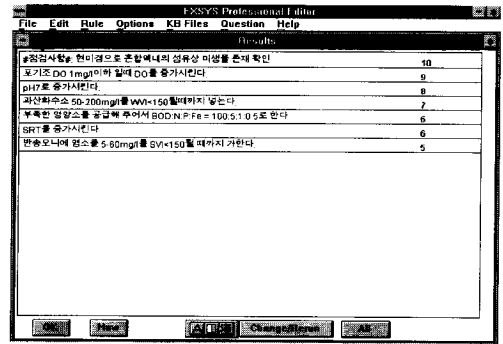 EXSYS Professional Editor
File Edit Rule Options KB Files Question Help
Results
*점검사항*: 현미경으로 혼합액내의 섬유상 미생물 존재 확인 10
포기조 DO 1mg/l이하 일때 DO를 증가시킨다. 9
pH7로 증가시킨다. 8
과산화수소 50-200mg/l를 WVI<150될때까지 넣는다. 7
부족한 영양소를 공급해 주어서 BOD:N:P:Fe = 100:5:1:0.5로 한다 6
SRT를 증가시킨다 6
반송오니에 염소를 5-60mg/l를 SVI<150될 때까지 가한다. 5
OK
Change/Rerun
All